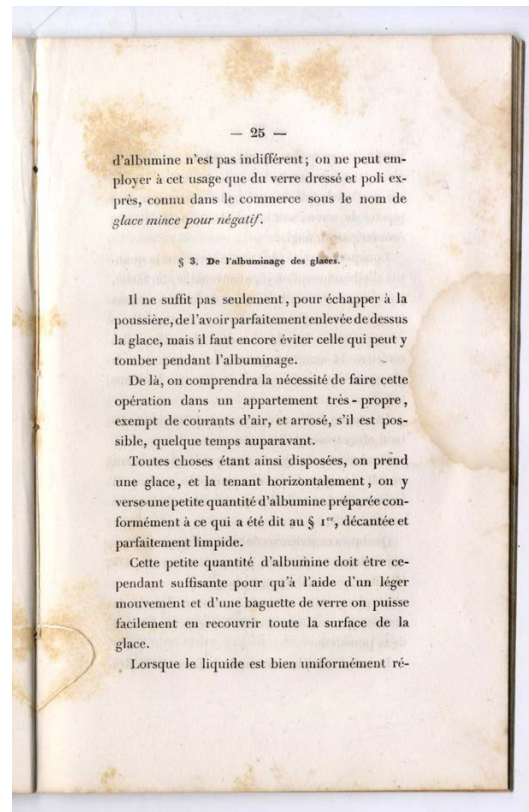 — 25 —
d'albumine n'est pas indifférent ; on ne peut em-
ployer à cet usage que du verre dressé et poli ex-
près, connu dans le commerce sous le nom de
glace mince pour négatif.
§ 3. De l'albuminage des glaces.
Il ne suffit pas seulement, pour échapper à la
poussière, de l'avoir parfaitement enlevée de dessus
la glace, mais il faut encore éviter celle qui peut y
tomber pendant l'albuminage.
De là, on comprendra la nécessité de faire cette
opération dans un appartement très-propre,
exempt de courants d'air, et arrosé, s'il est pos-
sible, quelque temps auparavant.
Toutes choses étant ainsi disposées, on prend
une glace, et la tenant horizontalement, on y
verse une petite quantité d'albumine préparée con-
formément à ce qui a été dit au § 1er, décantée et
parfaitement limpide.
Cette petite quantité d'albumine doit être ce-
pendant suffisante pour qu'à l'aide d'un léger
mouvement et d'une baguette de verre on puisse
facilement en recouvrir toute la surface de la
glace.
Lorsque le liquide est bien uniformément ré-